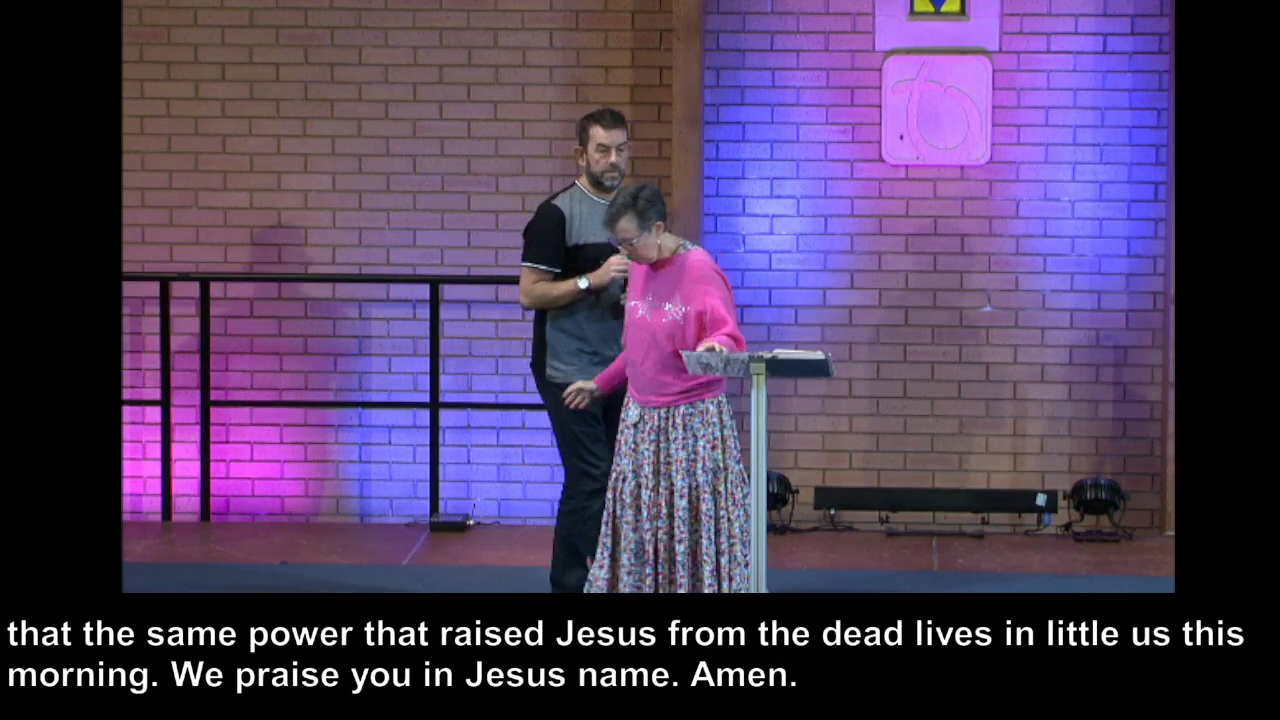 that the same power that raised Jesus from the dead lives in little us this
morning. We praise you in Jesus name. Amen.